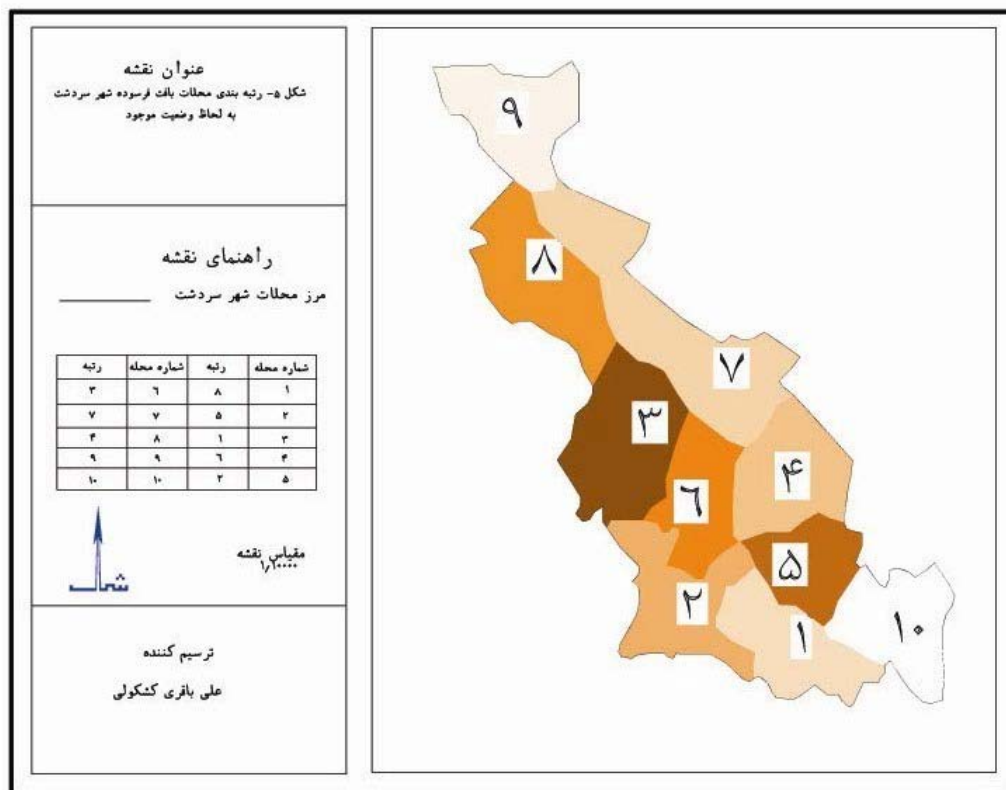 عنوان نقشه
شکل ۵- رتبه بندی محلات بافت فرسوده شهر سردشت
به لحاظ وضعیت موجود
راهنمای نقشه
مرز محلات شهر سردشت
شماره محله رتبه شماره محله رتبه
۱ ۸ ۶ ۳
۲ ۵ ۷ ۷
۳ ۱ ۸ ۴
۴ ۶ ۹ ۹
۵ ۲ ۱۰ ۱۰
شمال
مقیاس نقشه
۱٫۱۰۰۰۰
ترسیم کننده
علی باقری کشکولی
۹
۸
۷
۳
۴
۶
۵
۲
۱
۱۰